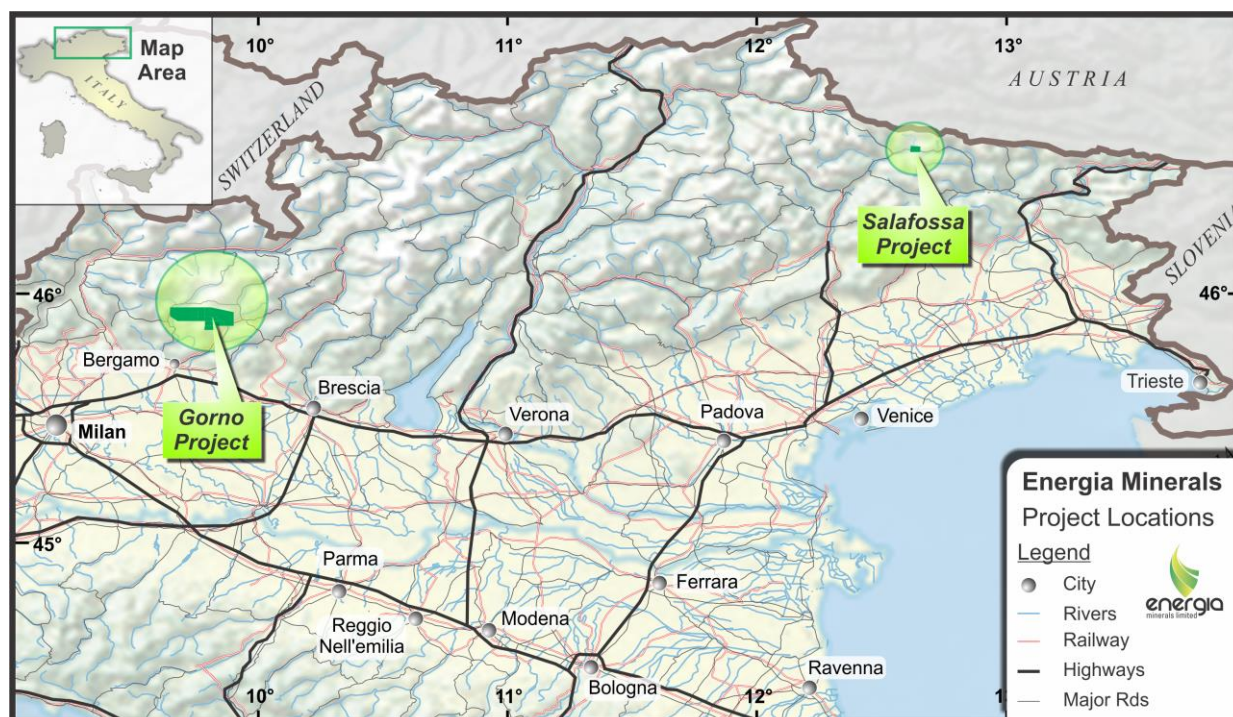 Map
Area
ITALY
10°
11°
12°
13°
AUSTRIA
SWITZERLAND
SLOVENIA
Salafossa
Project
46°
46°
Bergamo
Gorno
Project
Brescia
Milan
Verona
Padova
Venice
Trieste
45°
Parma
Reggio
Nell'emilia
Modena
Ferrara
Bologna
Ravenna
10°
11°
12°
Energia Minerals
Project Locations
Legend
City
Rivers
Railway
Highways
Major Rds
energia
minerals limited